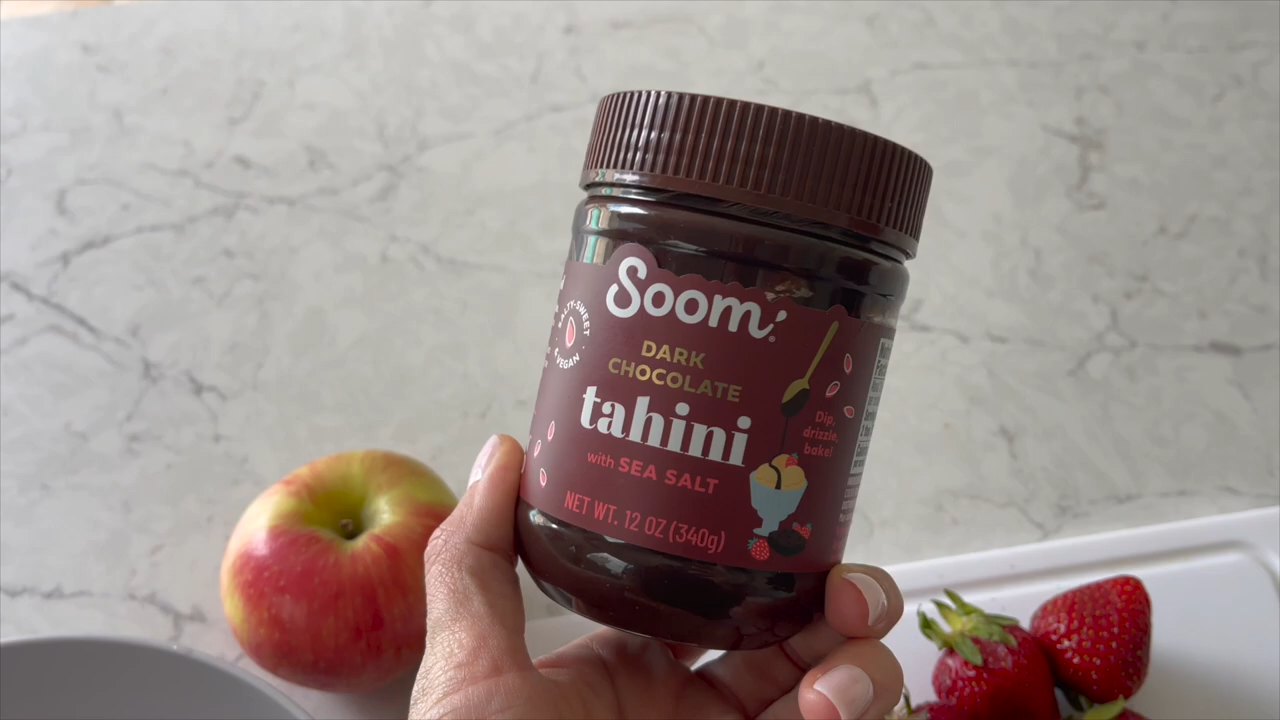 Soom
DARK
CHOCOLATE
tahini
with SEA SALT
NET WT. 12 OZ (340g)
SALTY-SWEET
& VEGAN
Dip,
drizzle,
bake!